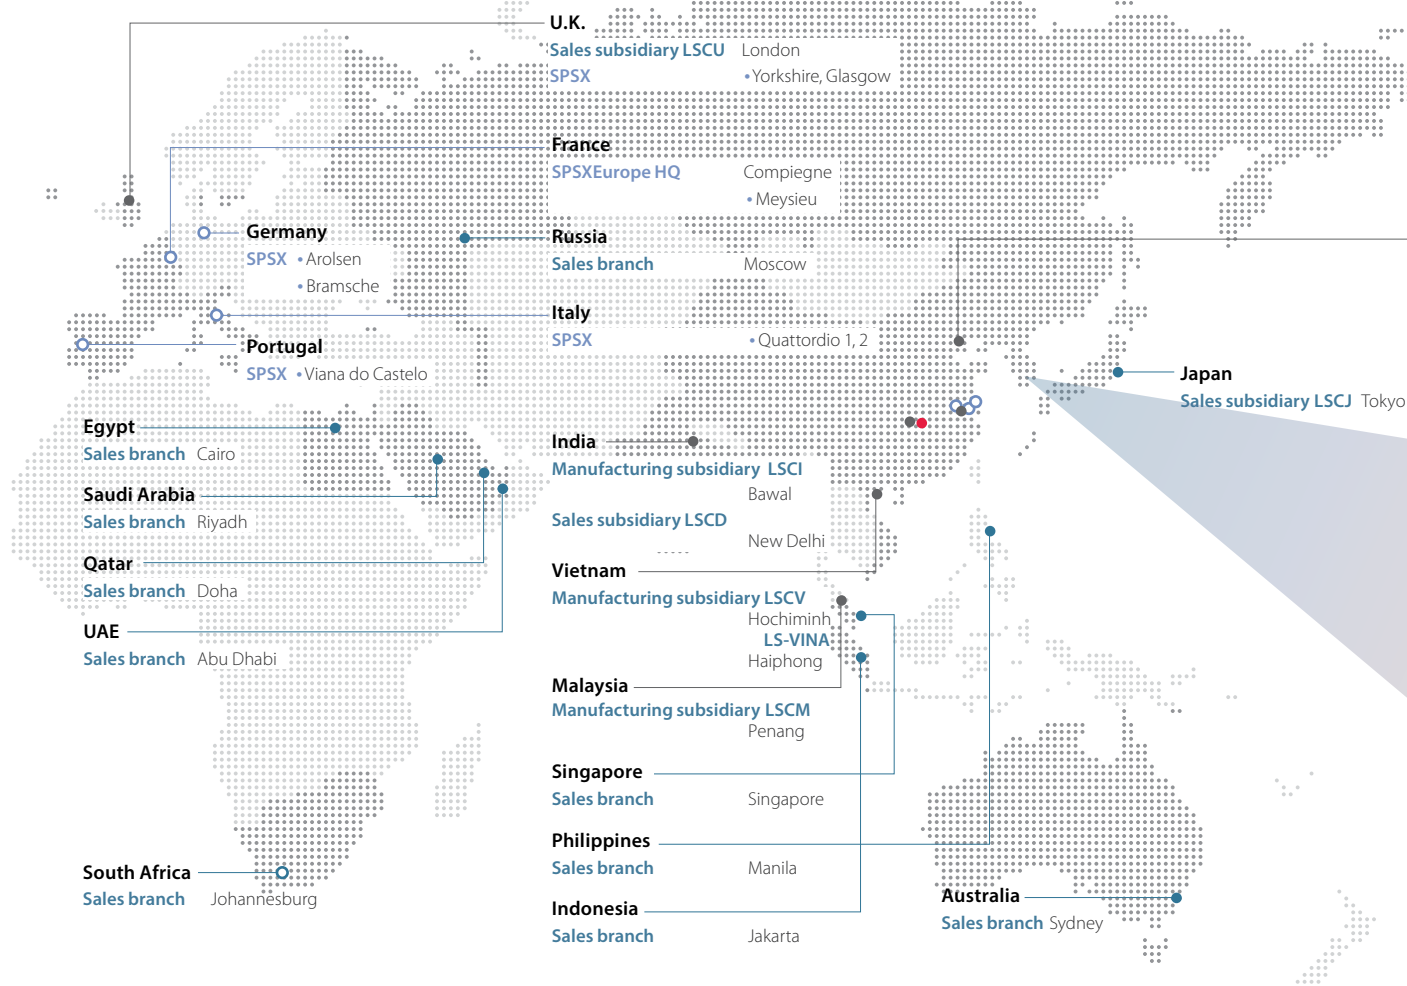 U.K.
Sales subsidiary LSCU London
SPSX • Yorkshire, Glasgow
France
SPSXEurope HQ Compiegne
• Meysieu
Germany
SPSX • Arolsen
• Bramsche
Russia
Sales branch Moscow
Italy
SPSX • Quattordio 1, 2
Portugal
SPSX • Viana do Castelo
Japan
Sales subsidiary LSCJ Tokyo
Egypt
Sales branch Cairo
Saudi Arabia
Sales branch Riyadh
Qatar
Sales branch Doha
UAE
Sales branch Abu Dhabi
South Africa
Sales branch Johannesburg
India
Manufacturing subsidiary LSCI
Bawal
Sales subsidiary LSCD
New Delhi
Vietnam
Manufacturing subsidiary LSCV
Hochiminh
LS-VINA
Haiphong
Malaysia
Manufacturing subsidiary LSCM
Penang
Singapore
Sales branch Singapore
Philippines
Sales branch Manila
Indonesia
Sales branch Jakarta
Australia
Sales branch Sydney